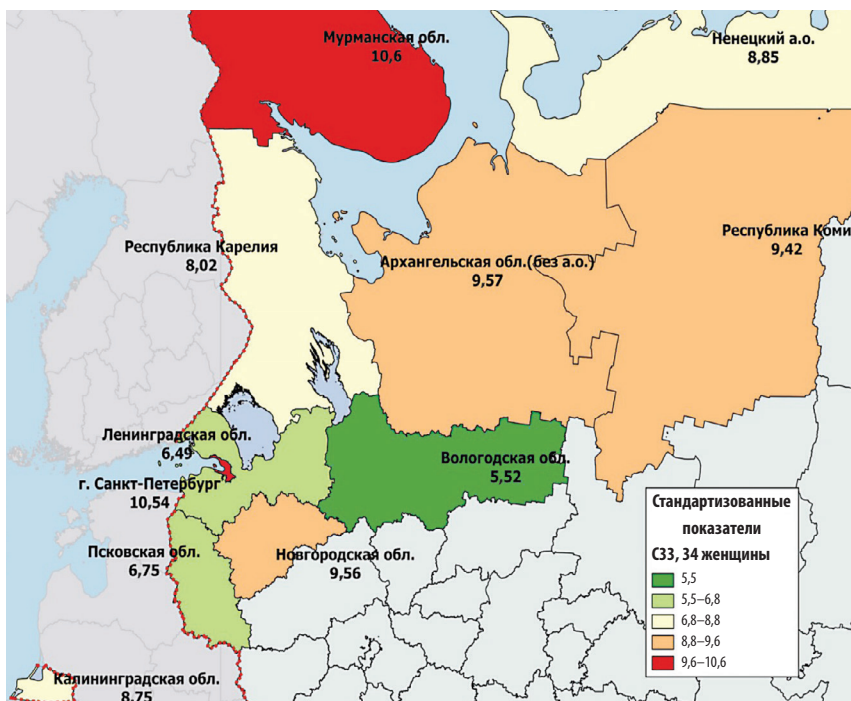 Мурманская обл.
10,6
Ненецкий а.о.
8,85
Республика Карелия
8,02
Архангельская обл.(без а.о.)
9,57
Республика Коми
9,42
Ленинградская обл.
6,49
Вологодская обл.
5,52
г. Санкт-Петербург
10,54
Псковская обл.
6,75
Новгородская обл.
9,56
Калининградская обл.
8,75
Стандартизованные
показатели
С33, 34 женщины
5,5
5,5–6,8
6,8–8,8
8,8–9,6
9,6–10,6